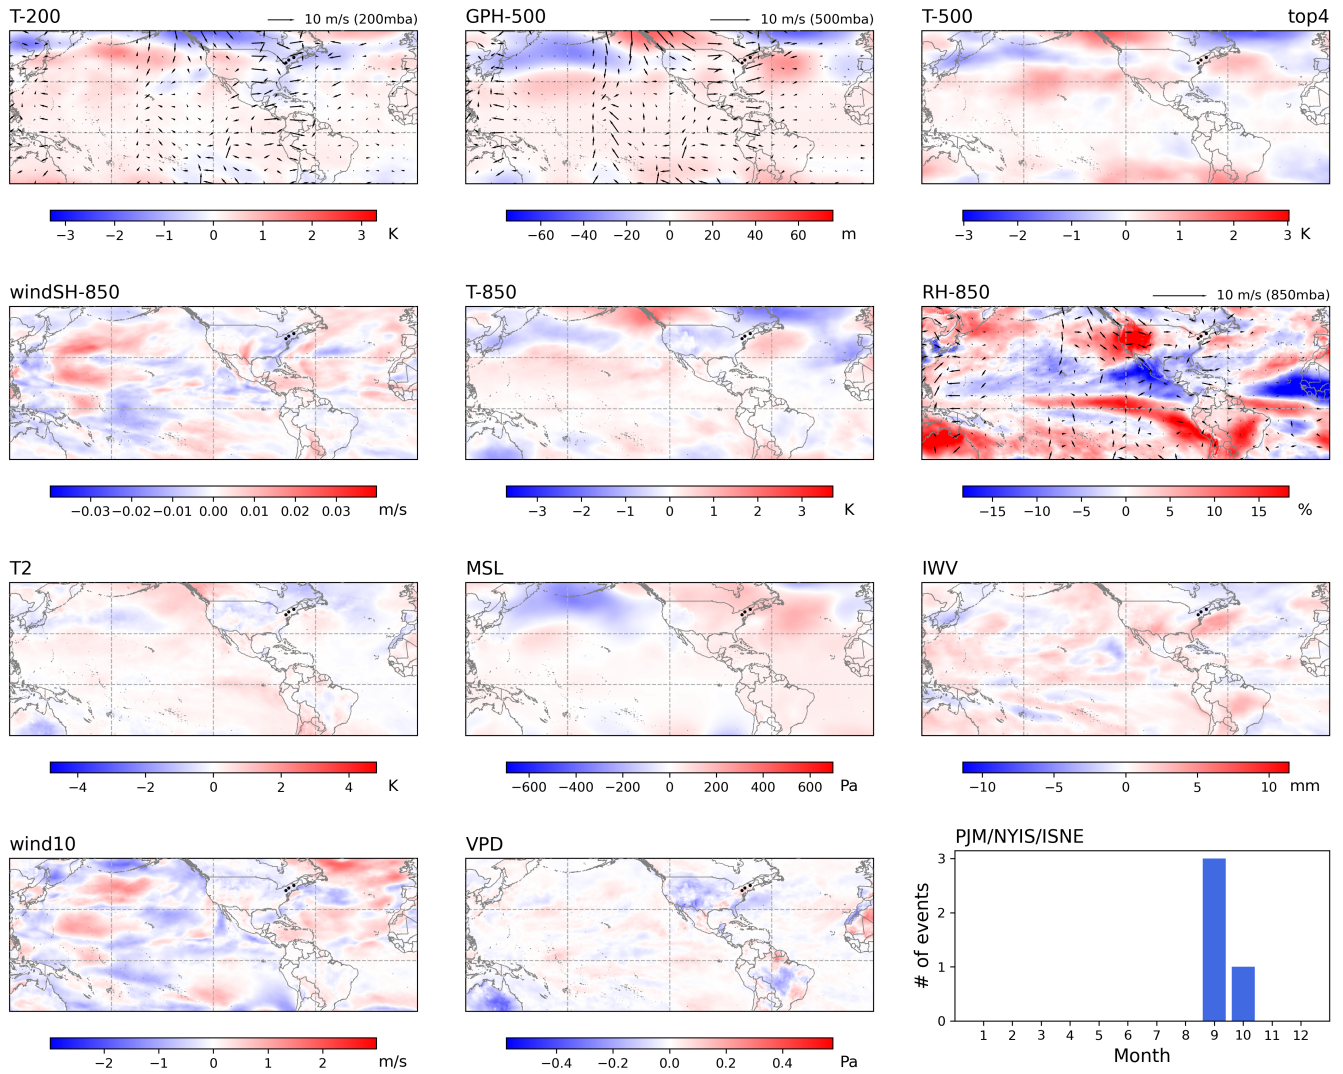 T-200
10 m/s (200mba)
GPH-500
10 m/s (500mba)
T-500
top4
−3 −2 −1 0 1 2 3 K
−60 −40 −20 0 20 40 60 m
−3 −2 −1 0 1 2 3 K
windSH-850
T-850
RH-850
10 m/s (850mba)
−0.03 −0.02 −0.01 0.00 0.01 0.02 0.03 m/s
−3 −2 −1 0 1 2 3 K
−15 −10 −5 0 5 10 15 %
T2
MSL
IWV
−4 −2 0 2 4 K
−600 −400 −200 0 200 400 600 Pa
−10 −5 0 5 10 mm
wind10
VPD
PJM/NYIS/ISNE
3
2
1
0
# of events
1 2 3 4 5 6 7 8 9 10 11 12
Month
−2 −1 0 1 2 m/s
−0.4 −0.2 0.0 0.2 0.4 Pa